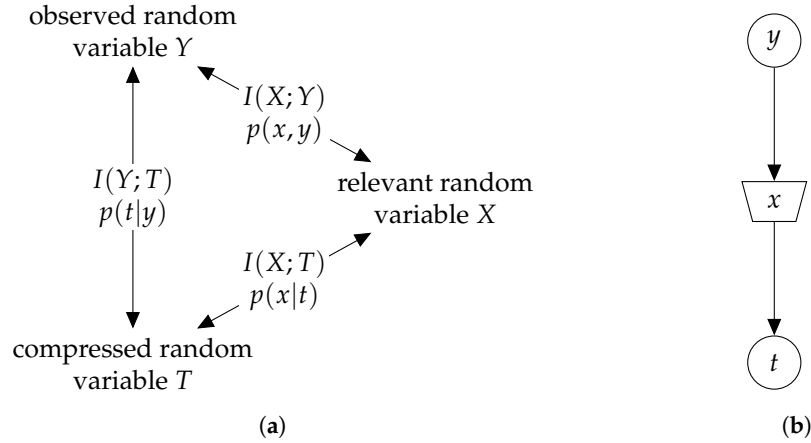 observed random
variable Y
I(X; Y)
p(x, y)
I(Y; T)
p(t|y)
relevant random
variable X
I(X; T)
p(x|t)
compressed random
variable T
(a)
y
x
t
(b)